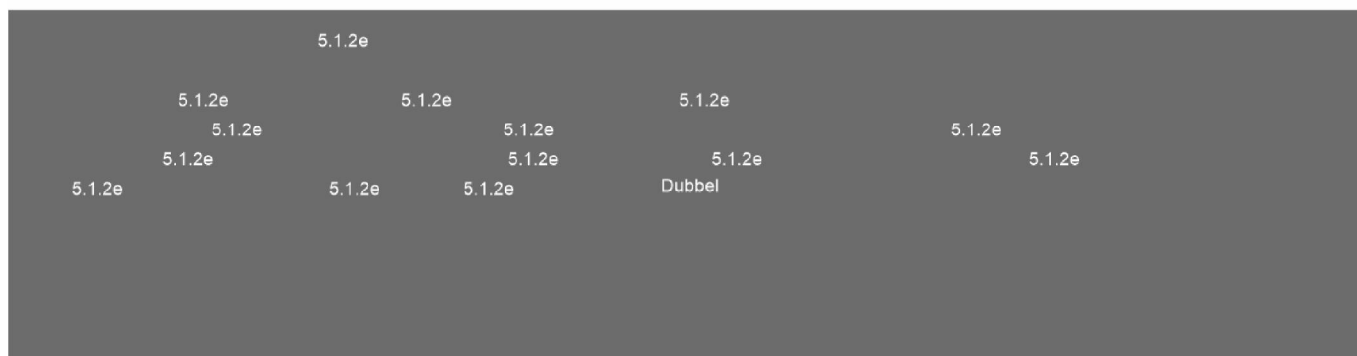 5.1.2e
5.1.2e 5.1.2e 5.1.2e
5.1.2e 5.1.2e 5.1.2e
5.1.2e 5.1.2e 5.1.2e 5.1.2e
5.1.2e 5.1.2e 5.1.2e Dubbel